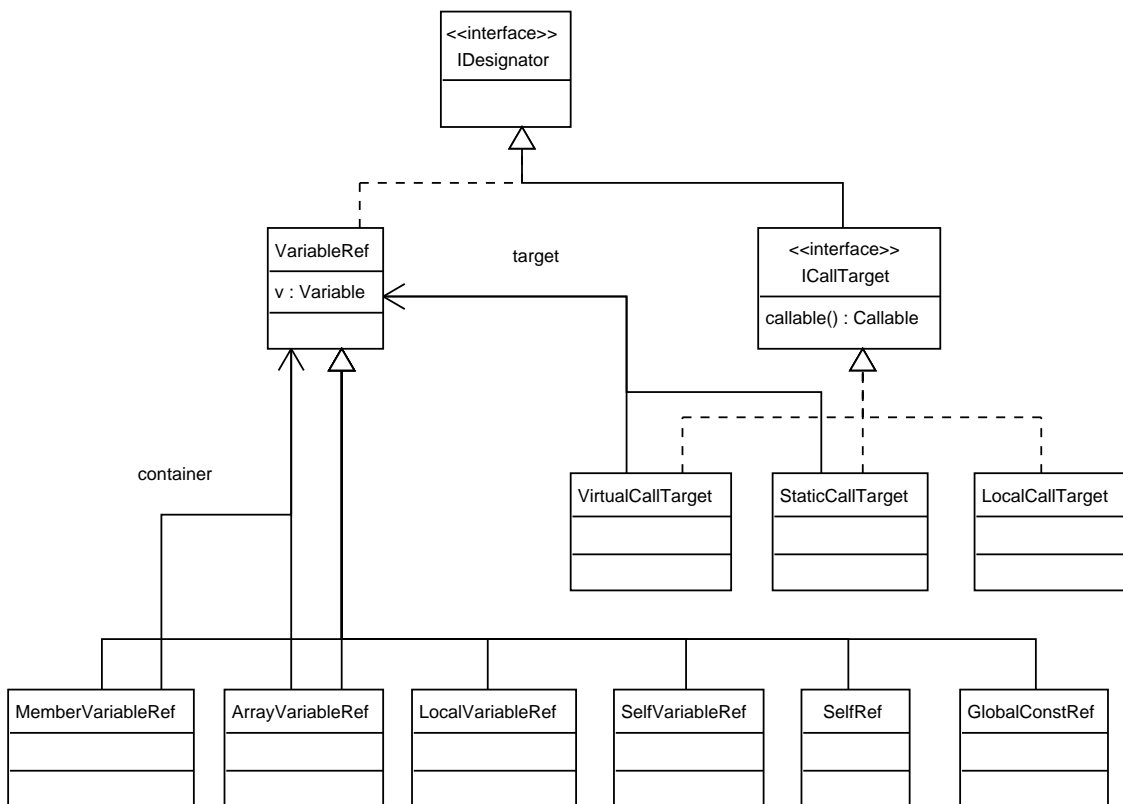 <<interface>>
IDesignator
VariableRef
v : Variable
target
<<interface>>
ICallTarget
callable() : Callable
container
VirtualCallTarget
StaticCallTarget
LocalCallTarget
MemberVariableRef
ArrayVariableRef
LocalVariableRef
SelfVariableRef
SelfRef
GlobalConstRef